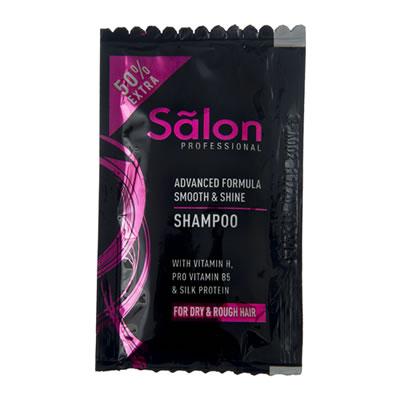 50%
EXTRA
Sãlon
PROFESSIONAL
ADVANCED FORMULA
SMOOTH & SHINE
SHAMPOO
WITH VITAMIN H,
PRO VITAMIN B5
& SILK PROTEIN
FOR DRY & ROUGH HAIR